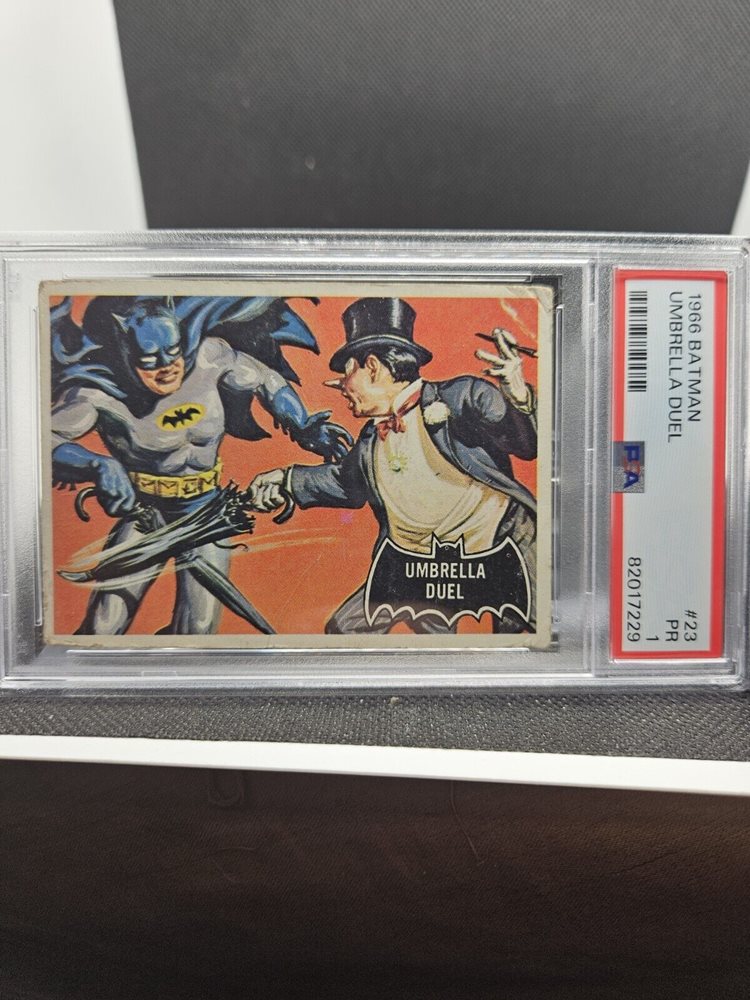 UMBRELLA
DUEL
1966 BATMAN
UMBRELLA DUEL
PSA
#23
PR
1
82017229